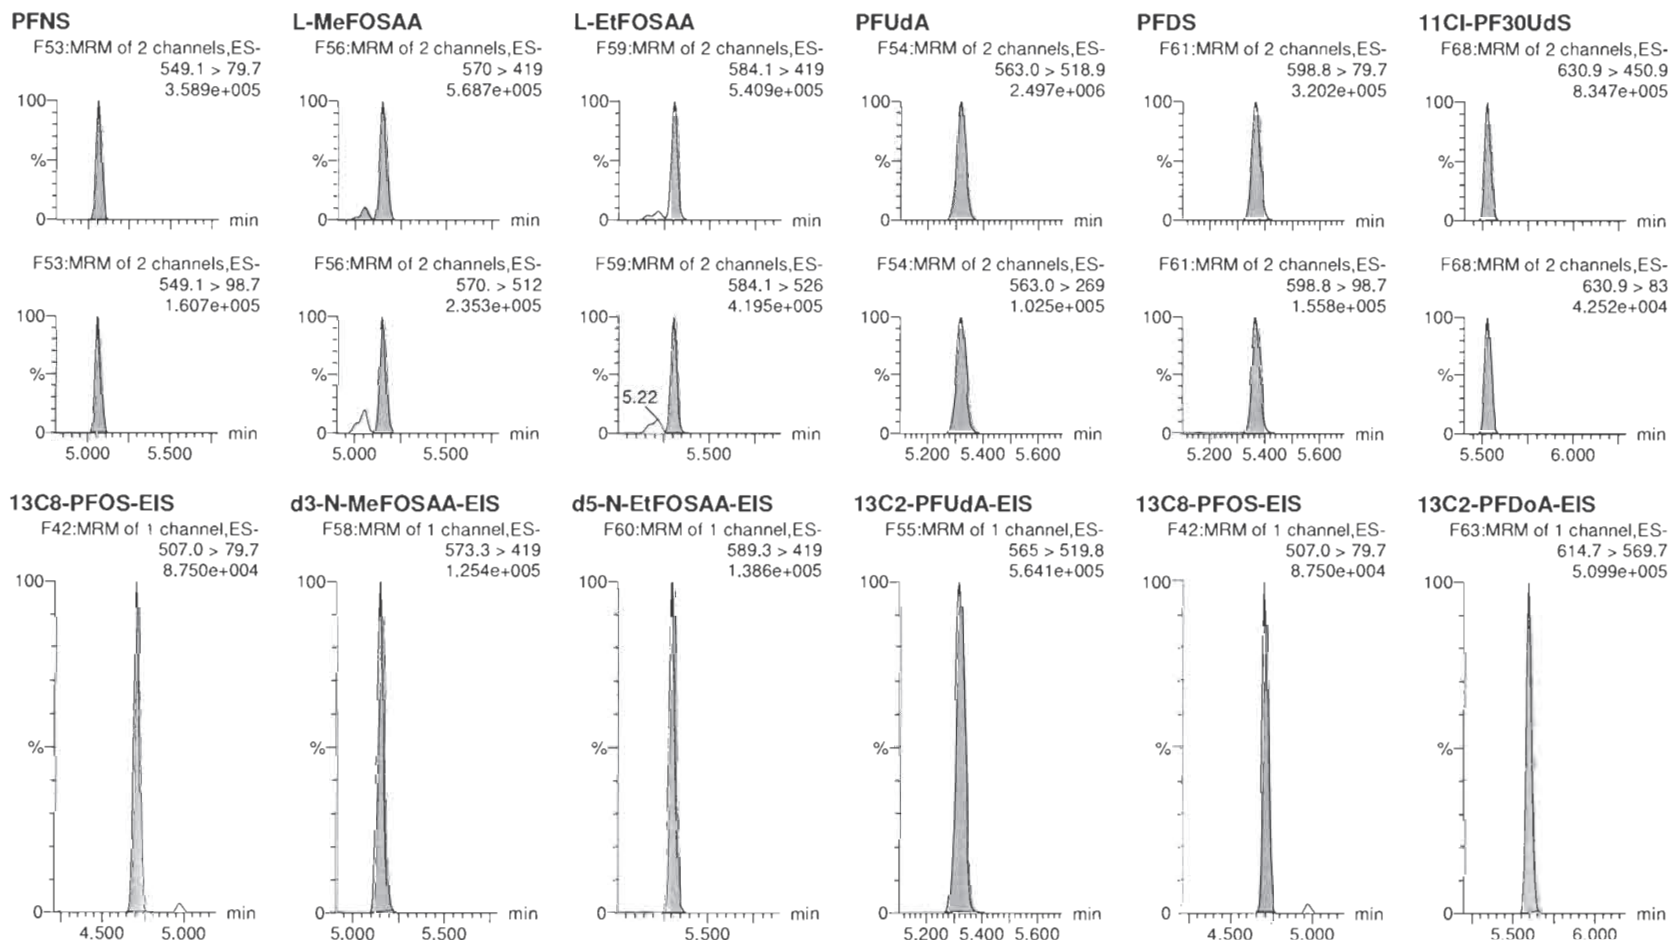 PFNS
F53:MRM of 2 channels,ES-
549.1 > 79.7
3.589e+005
100
%
0
min
L-MeFOSAA
F56:MRM of 2 channels,ES-
570 > 419
5.687e+005
100
%
0
min
L-EtFOSAA
F59:MRM of 2 channels,ES-
584.1 > 419
5.409e+005
100
%
0
min
PFUdA
F54:MRM of 2 channels,ES-
563.0 > 518.9
2.497e+006
100
%
0
min
PFDS
F61:MRM of 2 channels,ES-
598.8 > 79.7
3.202e+005
100
%
0
min
11Cl-PF30UdS
F68:MRM of 2 channels,ES-
630.9 > 450.9
8.347e+005
100
%
0
min
F53:MRM of 2 channels,ES-
549.1 > 98.7
1.607e+005
100
%
0
min
5.000 5.500
F56:MRM of 2 channels,ES-
570. > 512
2.353e+005
100
%
0
min
5.000 5.500
F59:MRM of 2 channels,ES-
584.1 > 526
4.195e+005
100
5.22
%
0
min
5.500
F54:MRM of 2 channels,ES-
563.0 > 269
1.025e+005
100
%
0
min
5.200 5.400 5.600
F61:MRM of 2 channels,ES-
598.8 > 98.7
1.558e+005
100
%
0
min
5.200 5.400 5.600
F68:MRM of 2 channels,ES-
630.9 > 83
4.252e+004
100
%
0
min
5.500 6.000
13C8-PFOS-EIS
F42:MRM of 1 channel,ES-
507.0 > 79.7
8.750e+004
100
%
0
min
4.500 5.000
d3-N-MeFOSAA-EIS
F58:MRM of 1 channel,ES-
573.3 > 419
1.254e+005
100
%
0
min
5.000 5.500
d5-N-EtFOSAA-EIS
F60:MRM of 1 channel,ES-
589.3 > 419
1.386e+005
100
%
0
min
5.500
13C2-PFUdA-EIS
F55:MRM of 1 channel,ES-
565 > 519.8
5.641e+005
100
%
0
min
5.200 5.400 5.600
13C8-PFOS-EIS
F42:MRM of 1 channel,ES-
507.0 > 79.7
8.750e+004
100
%
0
min
4.500 5.000
13C2-PFDoA-EIS
F63:MRM of 1 channel,ES-
614.7 > 569.7
5.099e+005
100
%
0
min
5.500 6.000